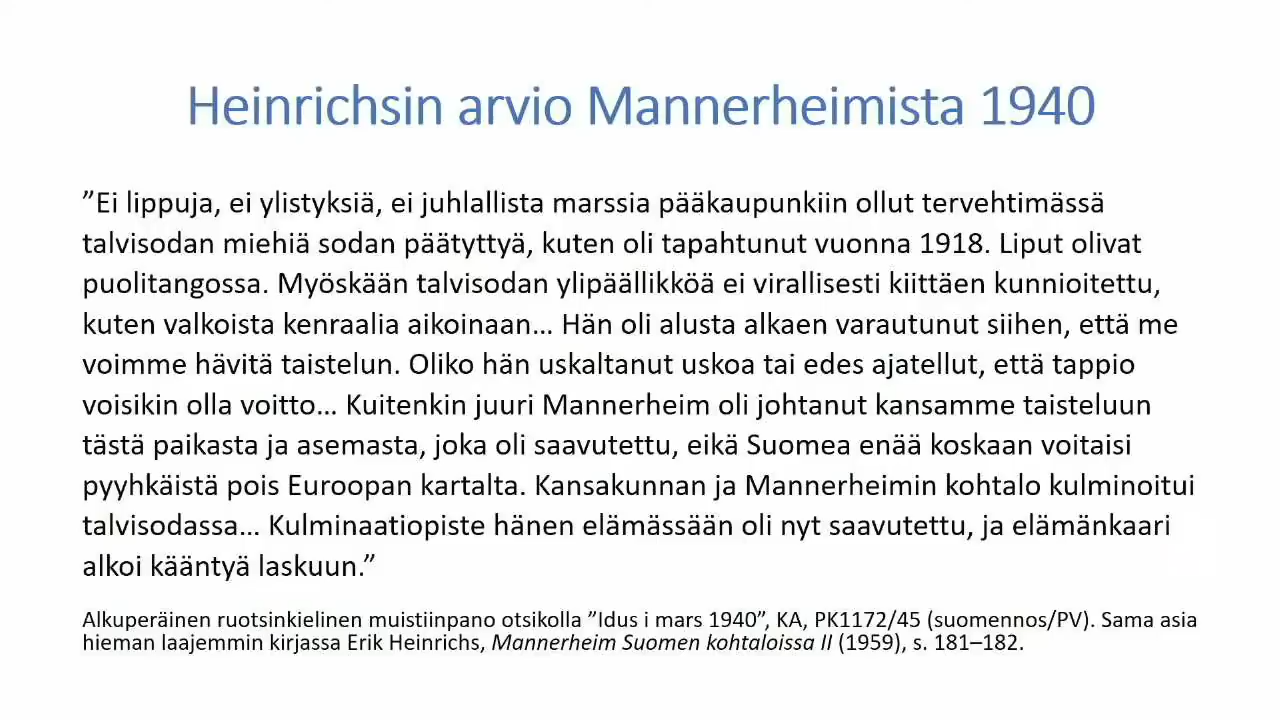 Heinrichsin arvio Mannerheimista 1940
”Ei lippuja, ei ylistyksiä, ei juhlallista marssia pääkaupunkiin ollut tervehtimässä
talvisodan miehiä sodan päätyttyä, kuten oli tapahtunut vuonna 1918. Liput olivat
puolitangossa. Myöskään talvisodan ylipäällikköä ei virallisesti kiittäen kunnioitettu,
kuten valkoista kenraalia aikoinaan… Hän oli alusta alkaen varautunut siihen, että me
voimme hävitä taistelun. Oliko hän uskaltanut uskoa tai edes ajatellut, että tappio
voisikin olla voitto… Kuitenkin juuri Mannerheim oli johtanut kansamme taisteluun
tästä paikasta ja asemasta, joka oli saavutettu, eikä Suomea enää koskaan voitaisi
pyyhkäistä pois Euroopan kartalta. Kansakunnan ja Mannerheimin kohtalo kulminoitui
talvisodassa… Kulminaatiopiste hänen elämässään oli nyt saavutettu, ja elämänkaari
alkoi kääntyä laskuun.”
Alkuperäinen ruotsinkielinen muistiinpano otsikolla ”Idus i mars 1940”, KA, PK1172/45 (suomennos/PV). Sama asia
hieman laajemmin kirjassa Erik Heinrichs, Mannerheim Suomen kohtaloissa II (1959), s. 181–182.